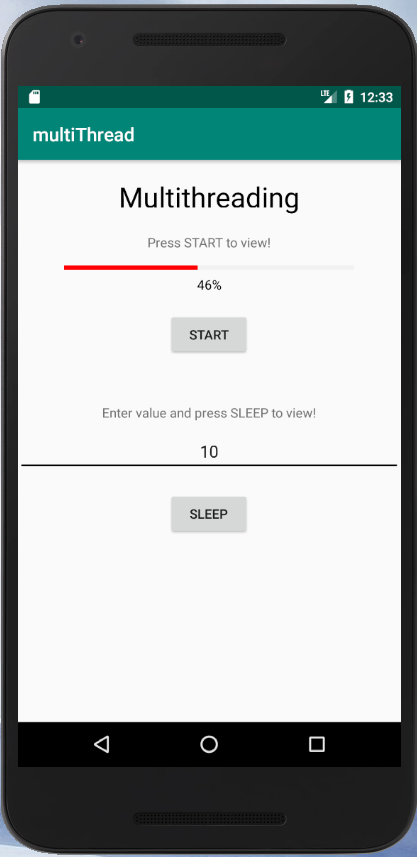 LTE 12:33
multiThread
Multithreading
Press START to view!
46%
START
Enter value and press SLEEP to view!
10
SLEEP